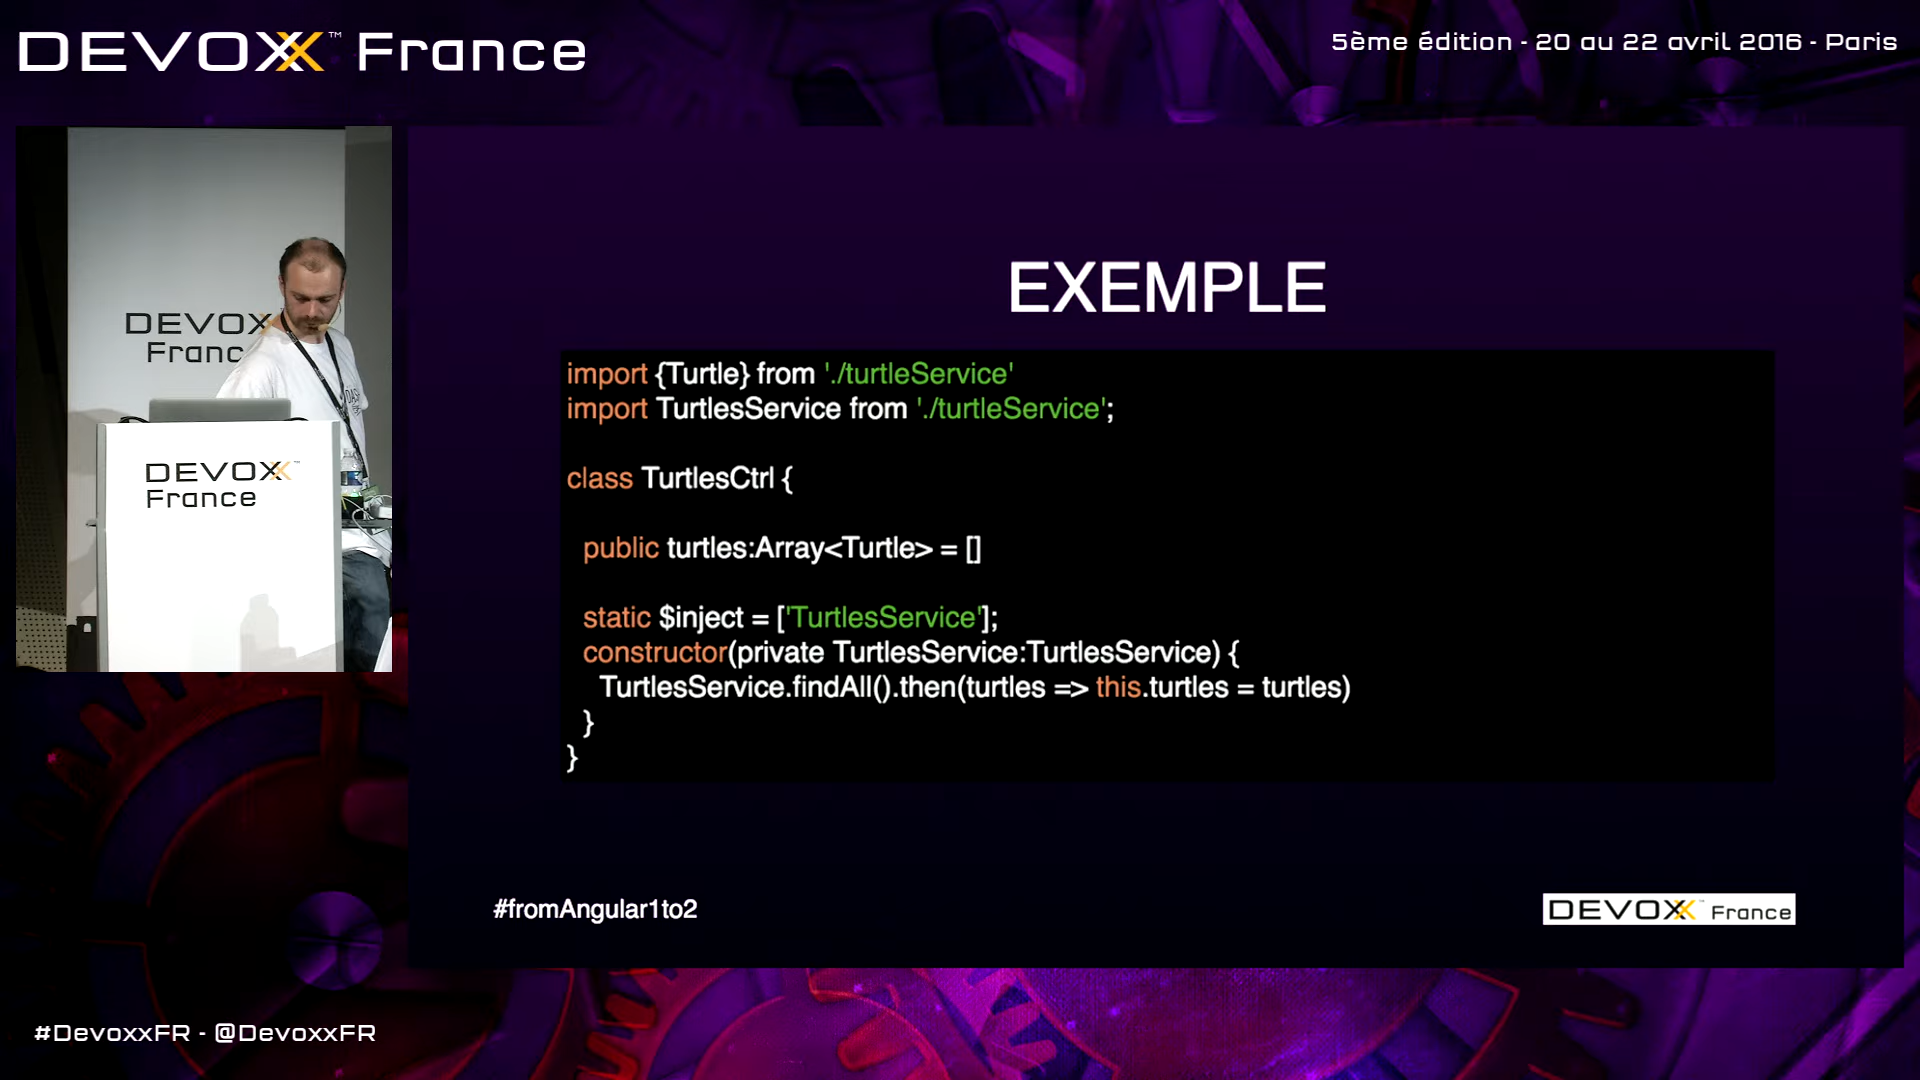 DEVOXX™ France
5ème édition - 20 au 22 avril 2016 - Paris
DEVOXX
Franc
DEVOXX
France
EXEMPLE
import {Turtle} from './turtleService'
import TurtlesService from './turtleService';
class TurtlesCtrl {
public turtles:Array<Turtle> = []
static $inject = ['TurtlesService'];
constructor(private TurtlesService:TurtlesService) {
TurtlesService.findAll().then(turtles => this.turtles = turtles)
}
}
#fromAngular1to2
DEVOXX™ France
#DevoxxFR - @DevoxxFR